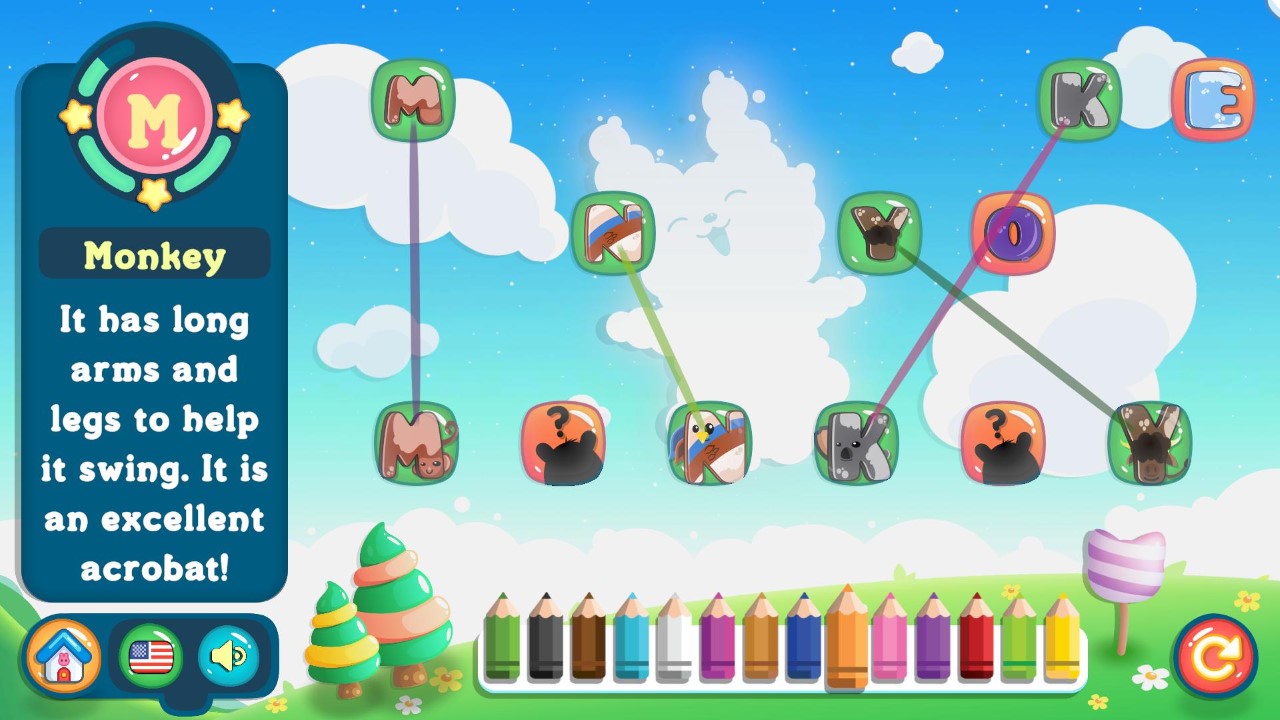 M
Monkey
It has long
arms and
legs to help
it swing. It is
an excellent
acrobat!
M
K
E
N
Y
O
M
?
N
K
?
Y